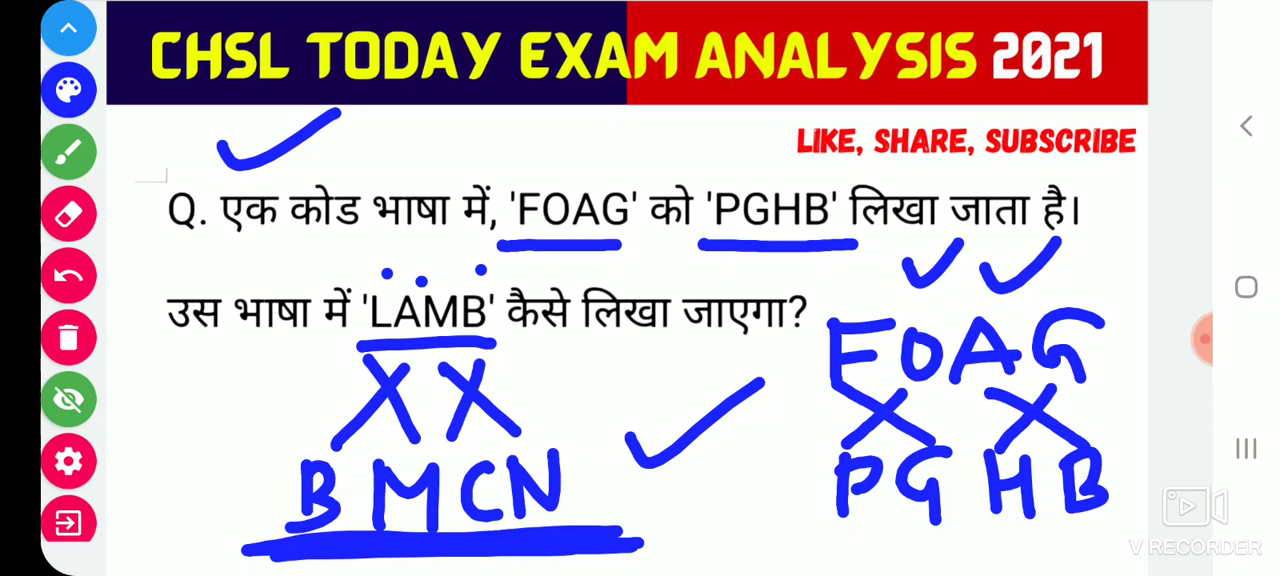 CHSL TODAY EXAM ANALYSIS 2021
LIKE, SHARE, SUBSCRIBE
Q. एक कोड भाषा में, 'FOAG' को 'PGHB' लिखा जाता है।
उस भाषा में 'LAMB' कैसे लिखा जाएगा?
FOAG
PGHB
BMCN
V RECORDER